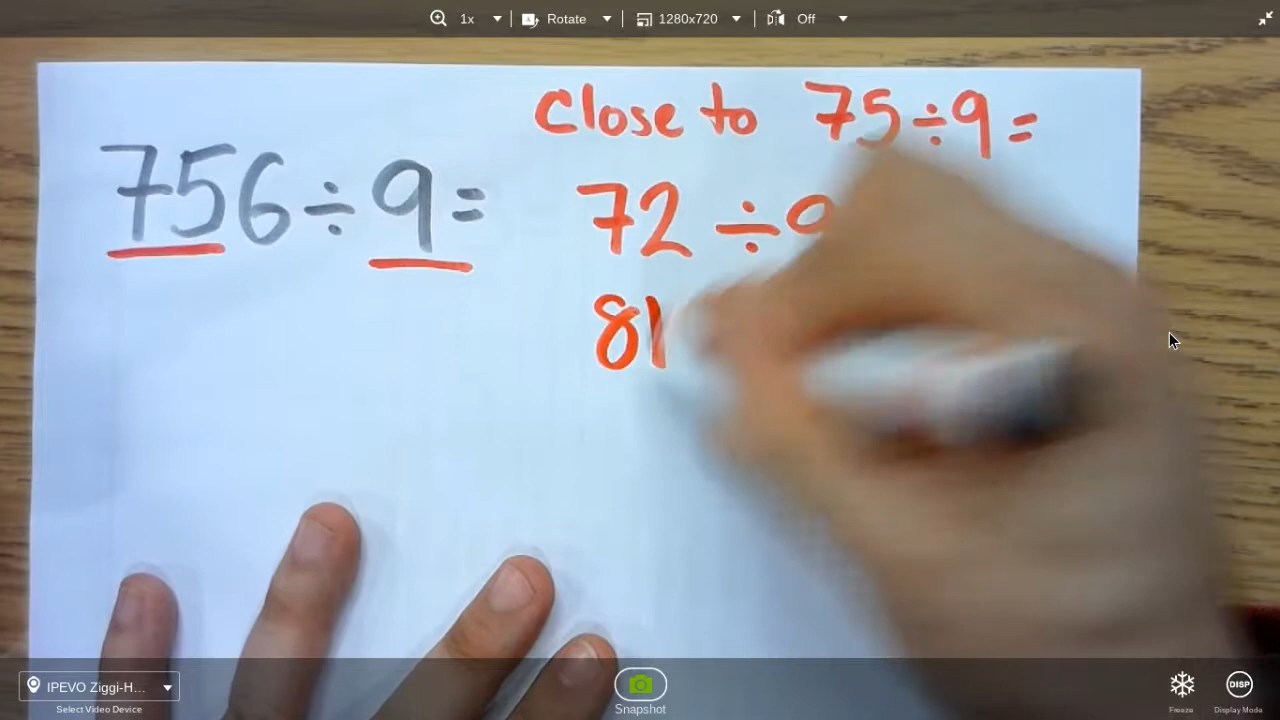 1x Rotate 1280x720 Off
close to 75÷9=
756÷9=
72÷9
81
IPEVO Ziggi-H...
Select Video Device
Snapshot
Freeze
DISP
Display Mode